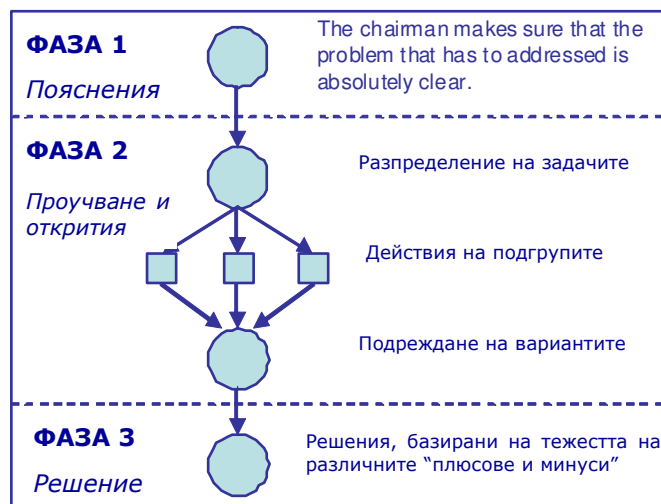 ФАЗА 1
Пояснения
The chairman makes sure that the
problem that has to addressed is
absolutely clear.
ФАЗА 2
Проучване и
открития
Разпределение на задачите
Действия на подгрупите
Подреждане на вариантите
ФАЗА 3
Решение
Решения, базирани на тежестта на
различните “плюсове и минуси”